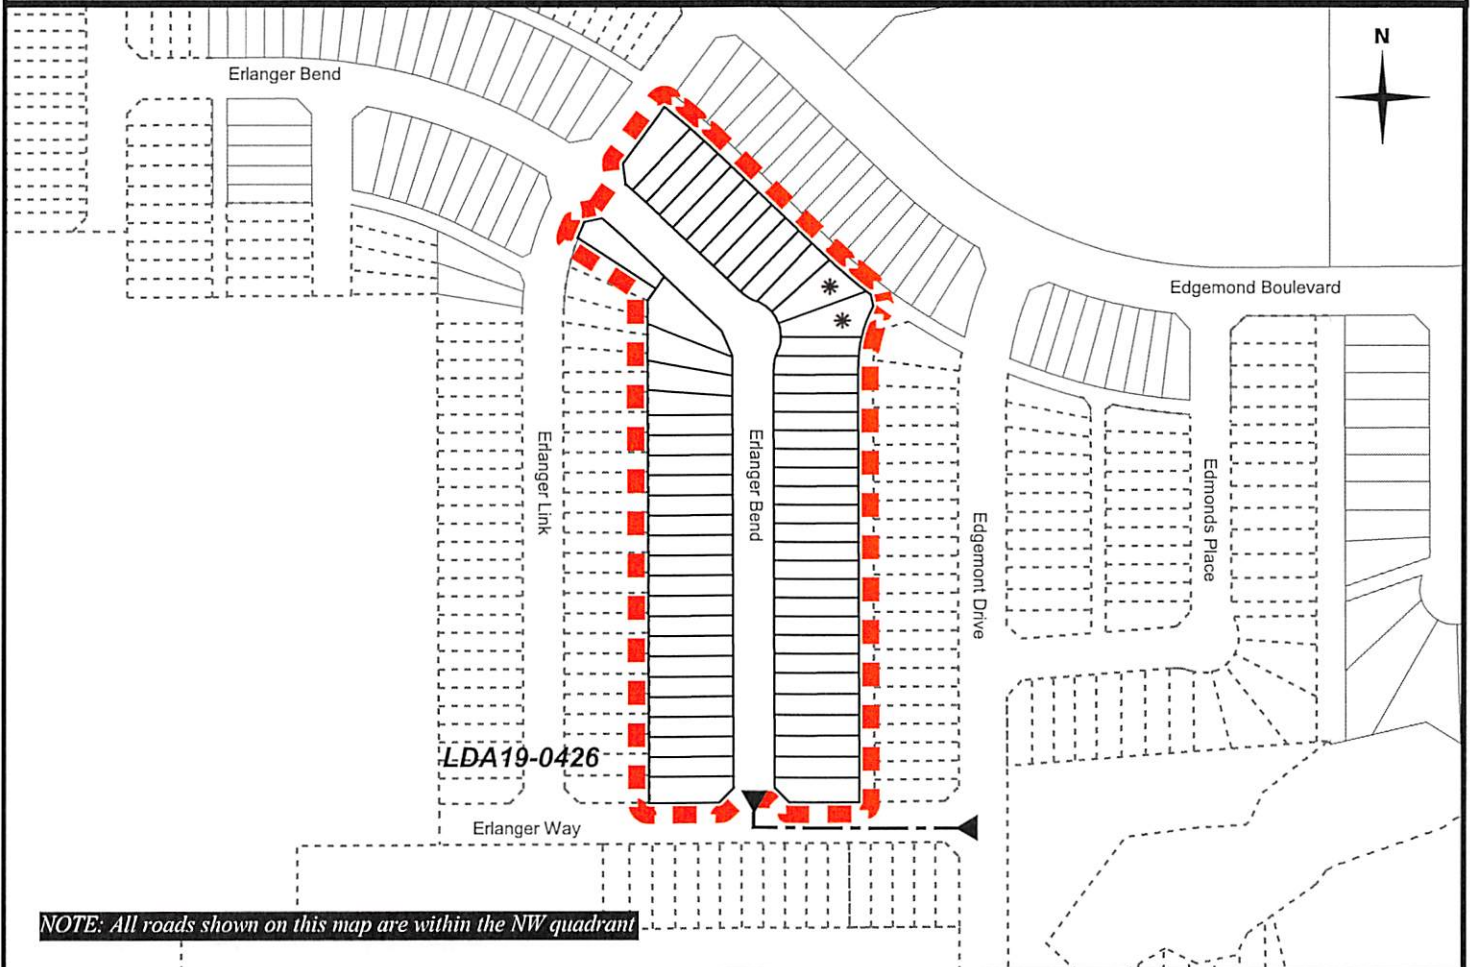 N
Erlanger Bend
Edgemond Boulevard
Erlanger Link
Erlanger Bend
Edmonds Place
Edgemont Drive
LDA19-0426
Erlanger Way
NOTE: All roads shown on this map are within the NW quadrant